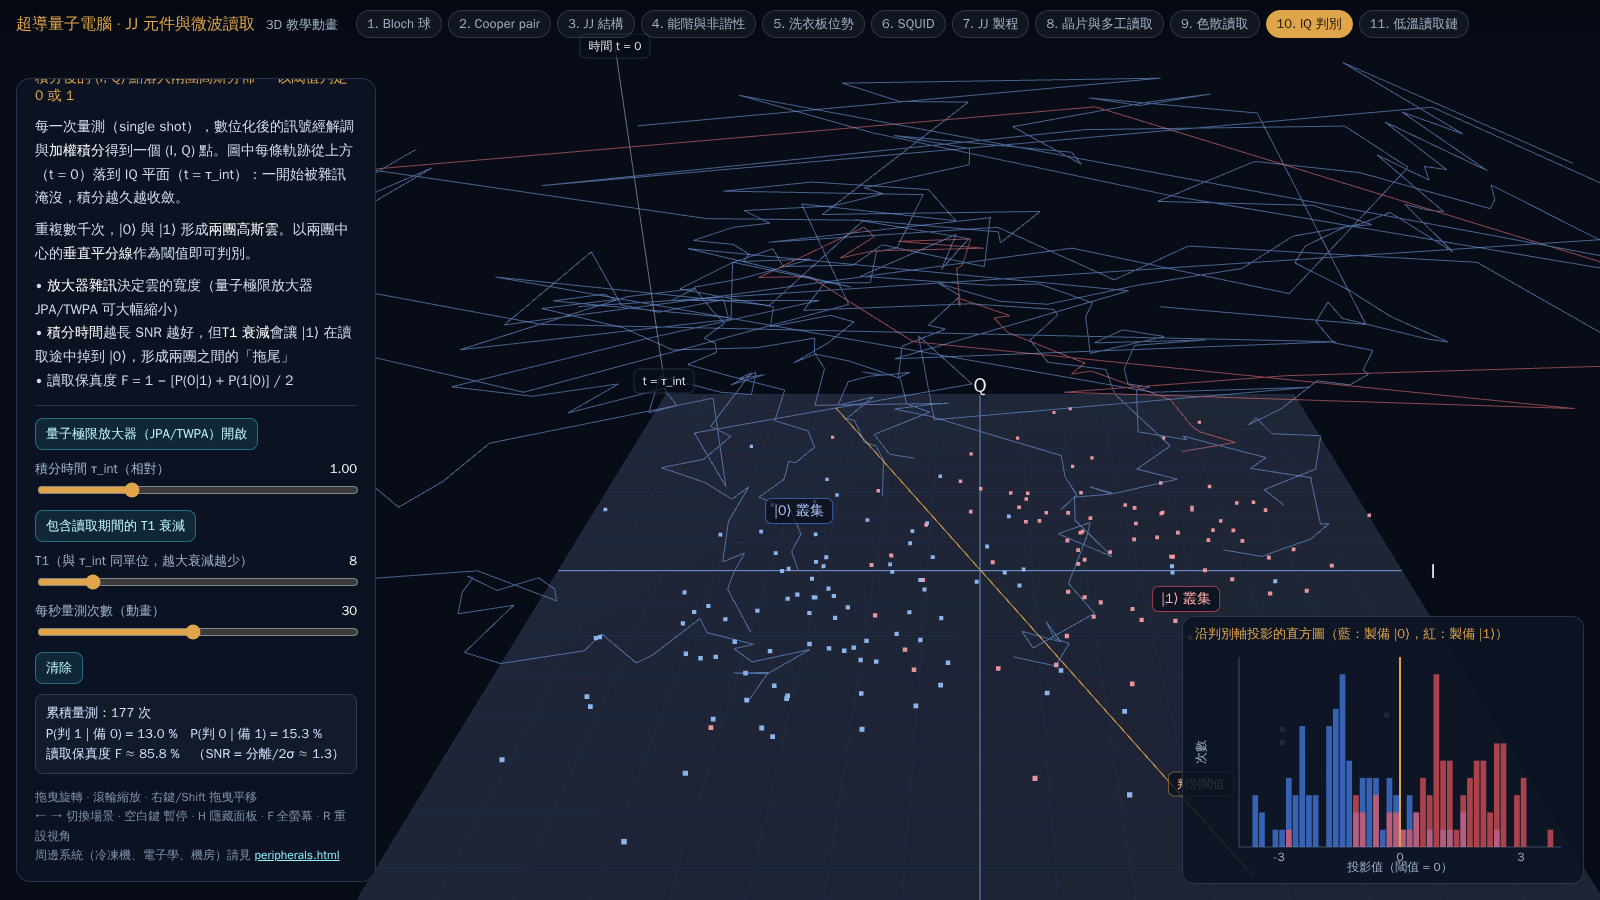 超導量子電腦 · JJ 元件與微波讀取 3D 教學動畫
1. Bloch 球
2. Cooper pair
3. JJ 結構
4. 能階與非諧性
5. 洗衣板位勢
6. SQUID
7. JJ 製程
8. 晶片與多工讀取
9. 色散讀取
10. IQ 判別
11. 低溫讀取鏈
時間 t = 0
0 或 1
每一次量測（single shot），數位化後的訊號經解調
與加權積分得到一個 (I, Q) 點。圖中每條軌跡從上方
（t = 0）落到 IQ 平面（t = τ_int）：一開始被雜訊
淹沒，積分越久越收斂。
重複數千次，|0⟩ 與 |1⟩ 形成兩團高斯雲。以兩團中
心的垂直平分線作為閾值即可判別。
• 放大器雜訊決定雲的寬度（量子極限放大器
JPA/TWPA 可大幅縮小）
• 積分時間越長 SNR 越好，但T1 衰減會讓 |1⟩ 在讀
取途中掉到 |0⟩，形成兩團之間的「拖尾」
• 讀取保真度 F = 1 − [P(0|1) + P(1|0)] / 2
量子極限放大器（JPA/TWPA）開啟
積分時間 τ_int（相對） 1.00
包含讀取期間的 T1 衰減
T1（與 τ_int 同單位，越大衰減越少） 8
每秒量測次數（動畫） 30
清除
累積量測：177 次
P(判 1 | 備 0) = 13.0 % P(判 0 | 備 1) = 15.3 %
讀取保真度 F ≈ 85.8 % （SNR = 分離/2σ ≈ 1.3）
拖曳旋轉 · 滾輪縮放 · 右鍵/Shift 拖曳平移
← → 切換場景 · 空白鍵 暫停 · H 隱藏面板 · F 全螢幕 · R 重
設視角
周邊系統（冷凍機、電子學、機房）請見 peripherals.html
t = τ_int
Q
|0⟩ 叢集
I
|1⟩ 叢集
判別閾值
沿判別軸投影的直方圖（藍：製備 |0⟩，紅：製備 |1⟩）
次數
-3
0
3
投影值（閾值 = 0）